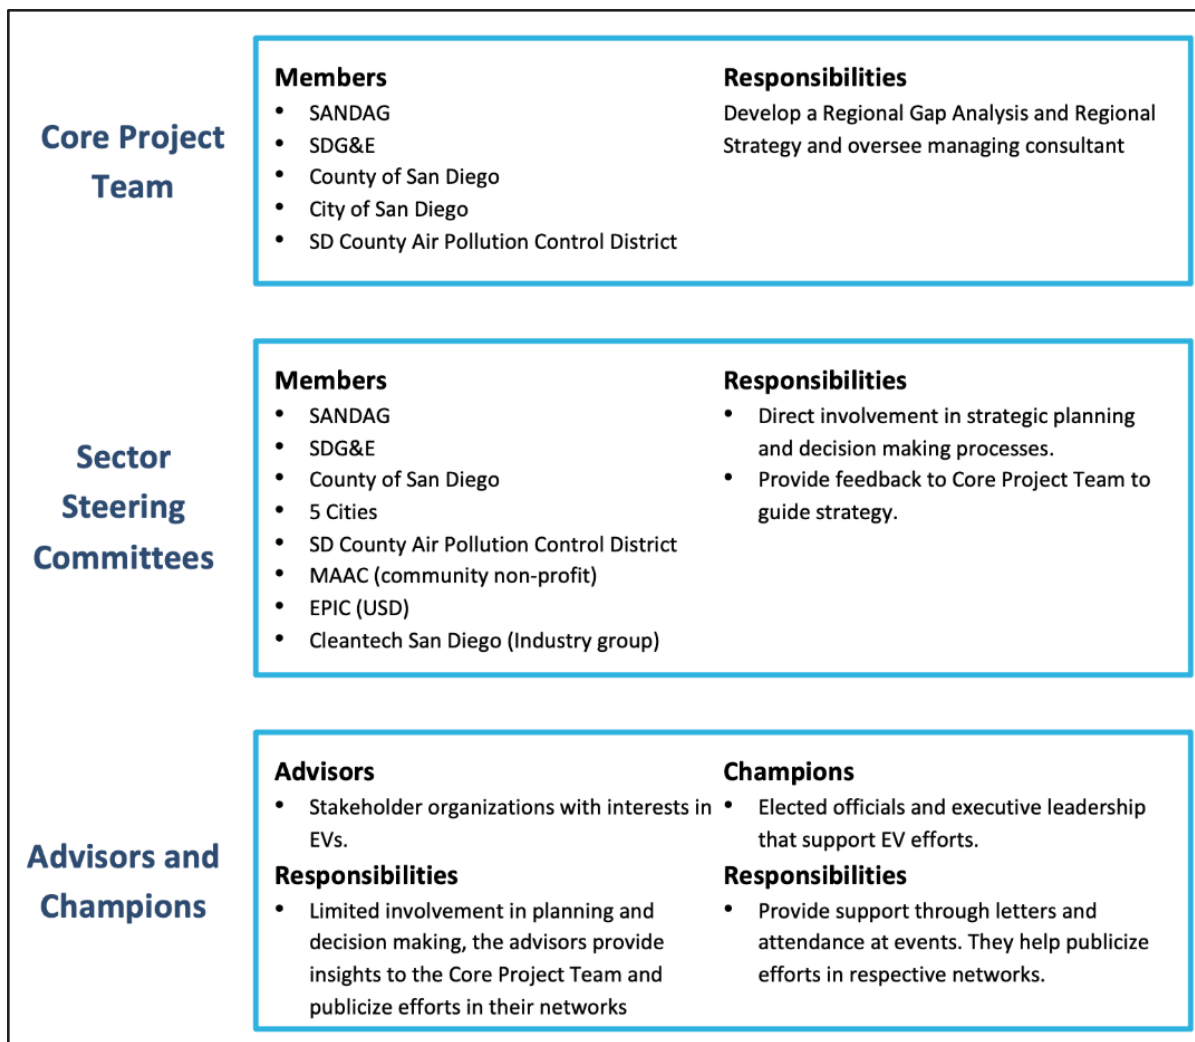 Core Project
Team
Members
• SANDAG
• SDG&E
• County of San Diego
• City of San Diego
• SD County Air Pollution Control District
Responsibilities
Develop a Regional Gap Analysis and Regional
Strategy and oversee managing consultant
Sector
Steering
Committees
Members
• SANDAG
• SDG&E
• County of San Diego
• 5 Cities
• SD County Air Pollution Control District
• MAAC (community non-profit)
• EPIC (USD)
• Cleantech San Diego (Industry group)
Responsibilities
• Direct involvement in strategic planning
and decision making processes.
• Provide feedback to Core Project Team to
guide strategy.
Advisors and
Champions
Advisors
• Stakeholder organizations with interests in
EVs.
Responsibilities
• Limited involvement in planning and
decision making, the advisors provide
insights to the Core Project Team and
publicize efforts in their networks
Champions
• Elected officials and executive leadership
that support EV efforts.
Responsibilities
• Provide support through letters and
attendance at events. They help publicize
efforts in respective networks.